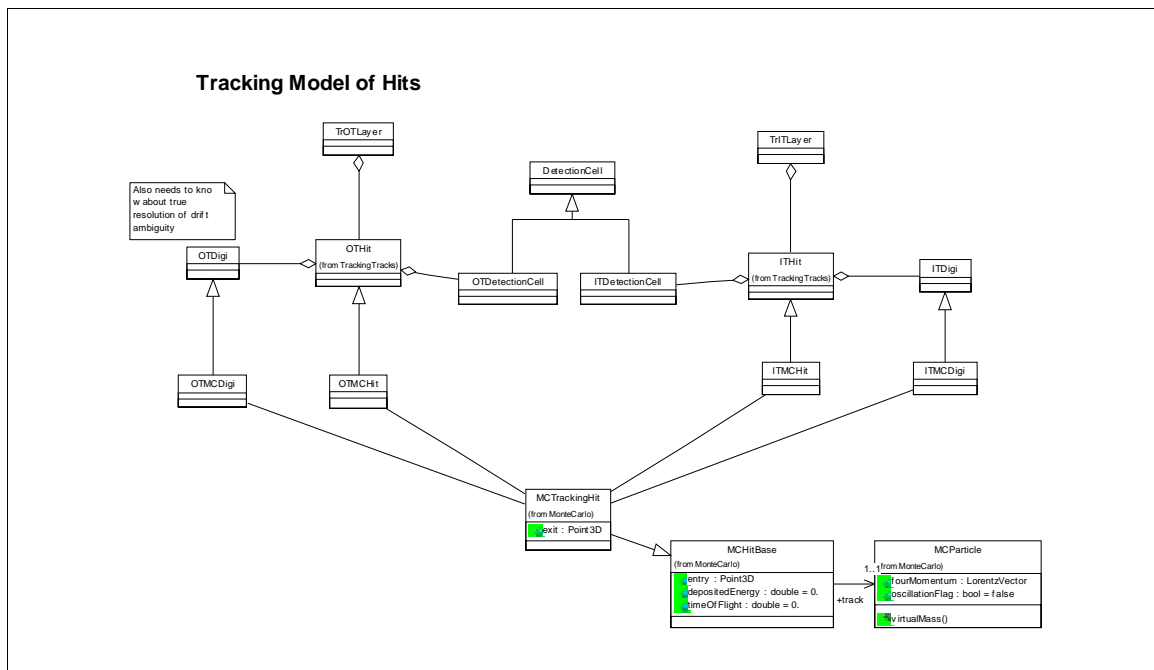 Tracking Model of Hits
TrOTLayer
TrITLayer
DetectionCell
Also needs to kno
w about true
resolution of drift
ambiguity
OTDigi
OTHit
(from TrackingTracks)
OTDetectionCell
ITDetectionCell
ITHit
(from TrackingTracks)
ITDigi
OTMCDigi
OTMCHit
ITMCHit
ITMCDigi
MCTrackingHit
(from MonteCarlo)
exit : Point3D
MCHitBase
(from MonteCarlo)
entry : Point3D
depositedEnergy : double = 0.
timeOfFlight : double = 0.
1..1
+track
MCParticle
(from MonteCarlo)
fourMomentum : LorentzVector
oscillationFlag : bool = false
virtualMass()